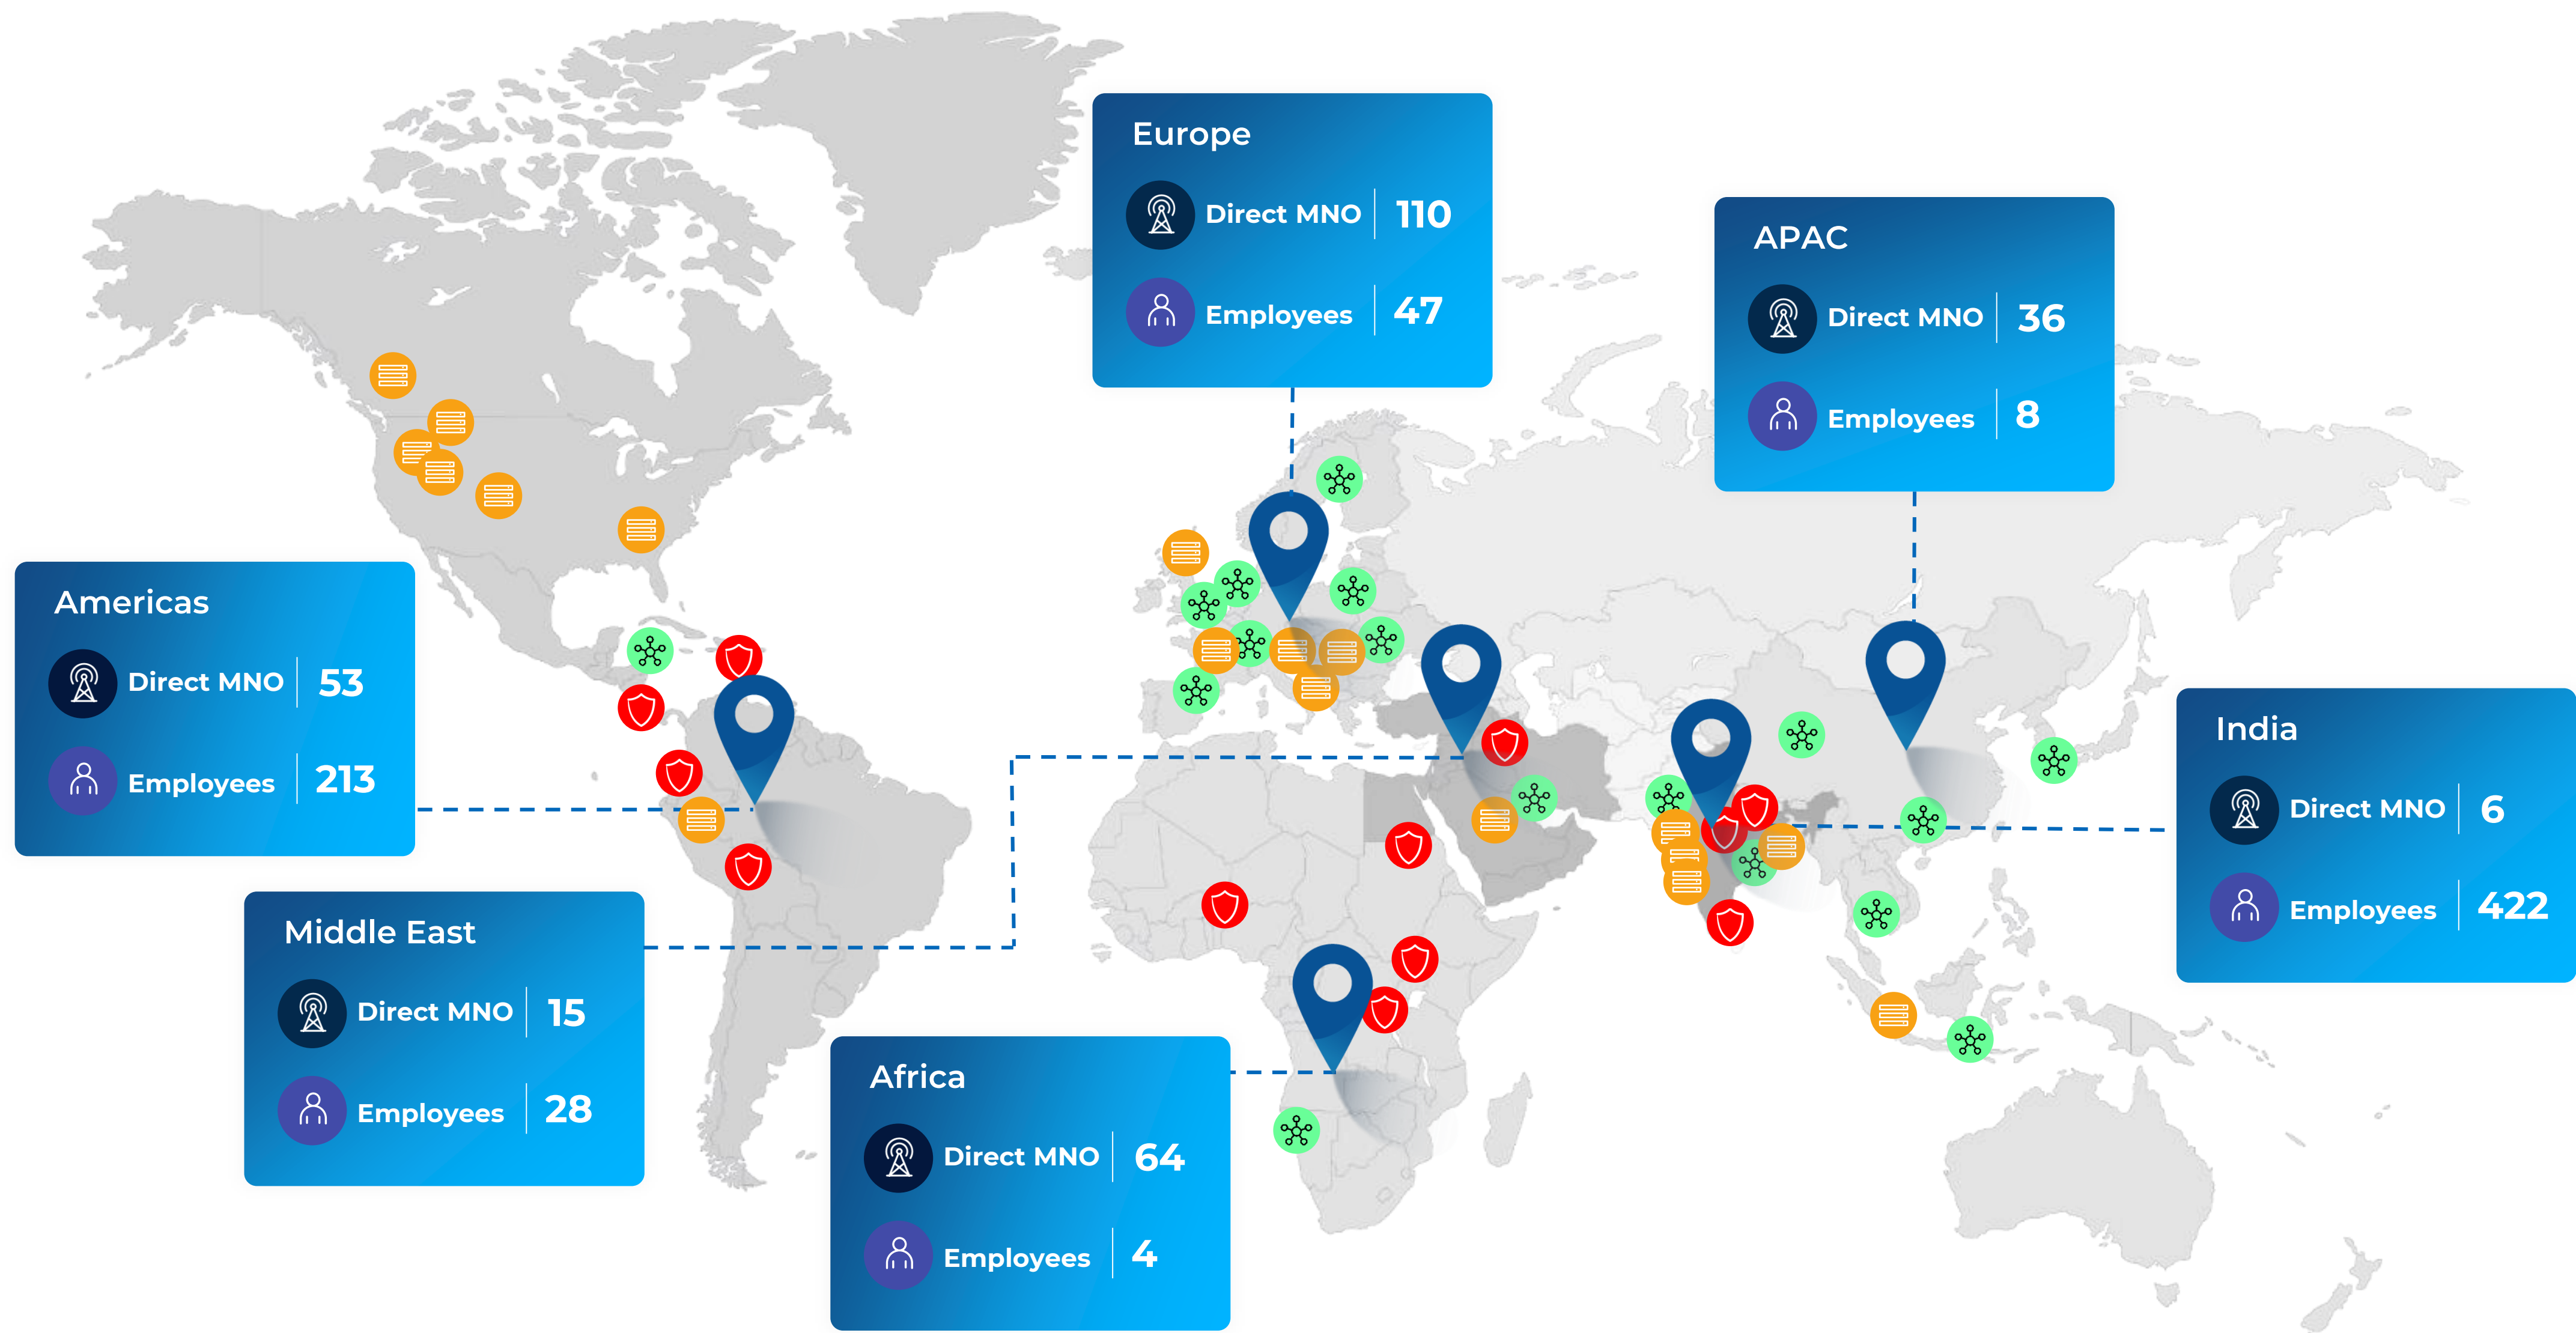 Europe
Direct MNO 110
Employees 47
APAC
Direct MNO 36
Employees 8
Americas
Direct MNO 53
Employees 213
India
Direct MNO 6
Employees 422
Middle East
Direct MNO 15
Employees 28
Africa
Direct MNO 64
Employees 4